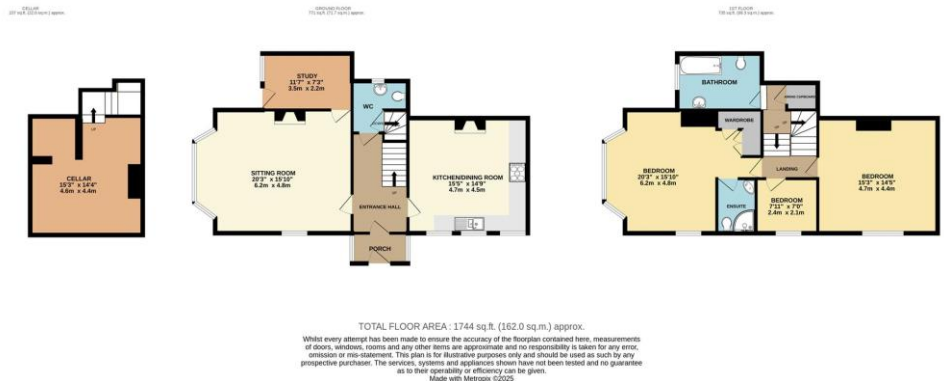 CELLAR
GROUND FLOOR
1ST FLOOR
CELLAR
15'3" x 14'4"
4.6m x 4.4m
UP
STUDY
11'7" x 7'3"
3.5m x 2.2m
WC
SITTING ROOM
20'3" x 15'10"
6.2m x 4.8m
KITCHEN/DINING ROOM
15'5" x 14'9"
4.7m x 4.5m
ENTRANCE HALL
PORCH
BATHROOM
WARDROBE
UP
BEDROOM
20'3" x 15'10"
6.2m x 4.8m
LANDING
BEDROOM
15'3" x 14'5"
4.7m x 4.4m
ENSUITE
BEDROOM
7'11" x 7'0"
2.4m x 2.1m
TOTAL FLOOR AREA : 1744 sq.ft. (162.0 sq.m.) approx.
Whilst every attempt has been made to ensure the accuracy of the floorplan contained here, measurements
of doors, windows, rooms and any other items are approximate and no responsibility is taken for any error,
omission or mis-statement. This plan is for illustrative purposes only and should be used as such by any
prospective purchaser. The services, systems and appliances shown have not been tested and no guarantee
as to their operability or efficiency can be given.
Made with Metropix ©2025